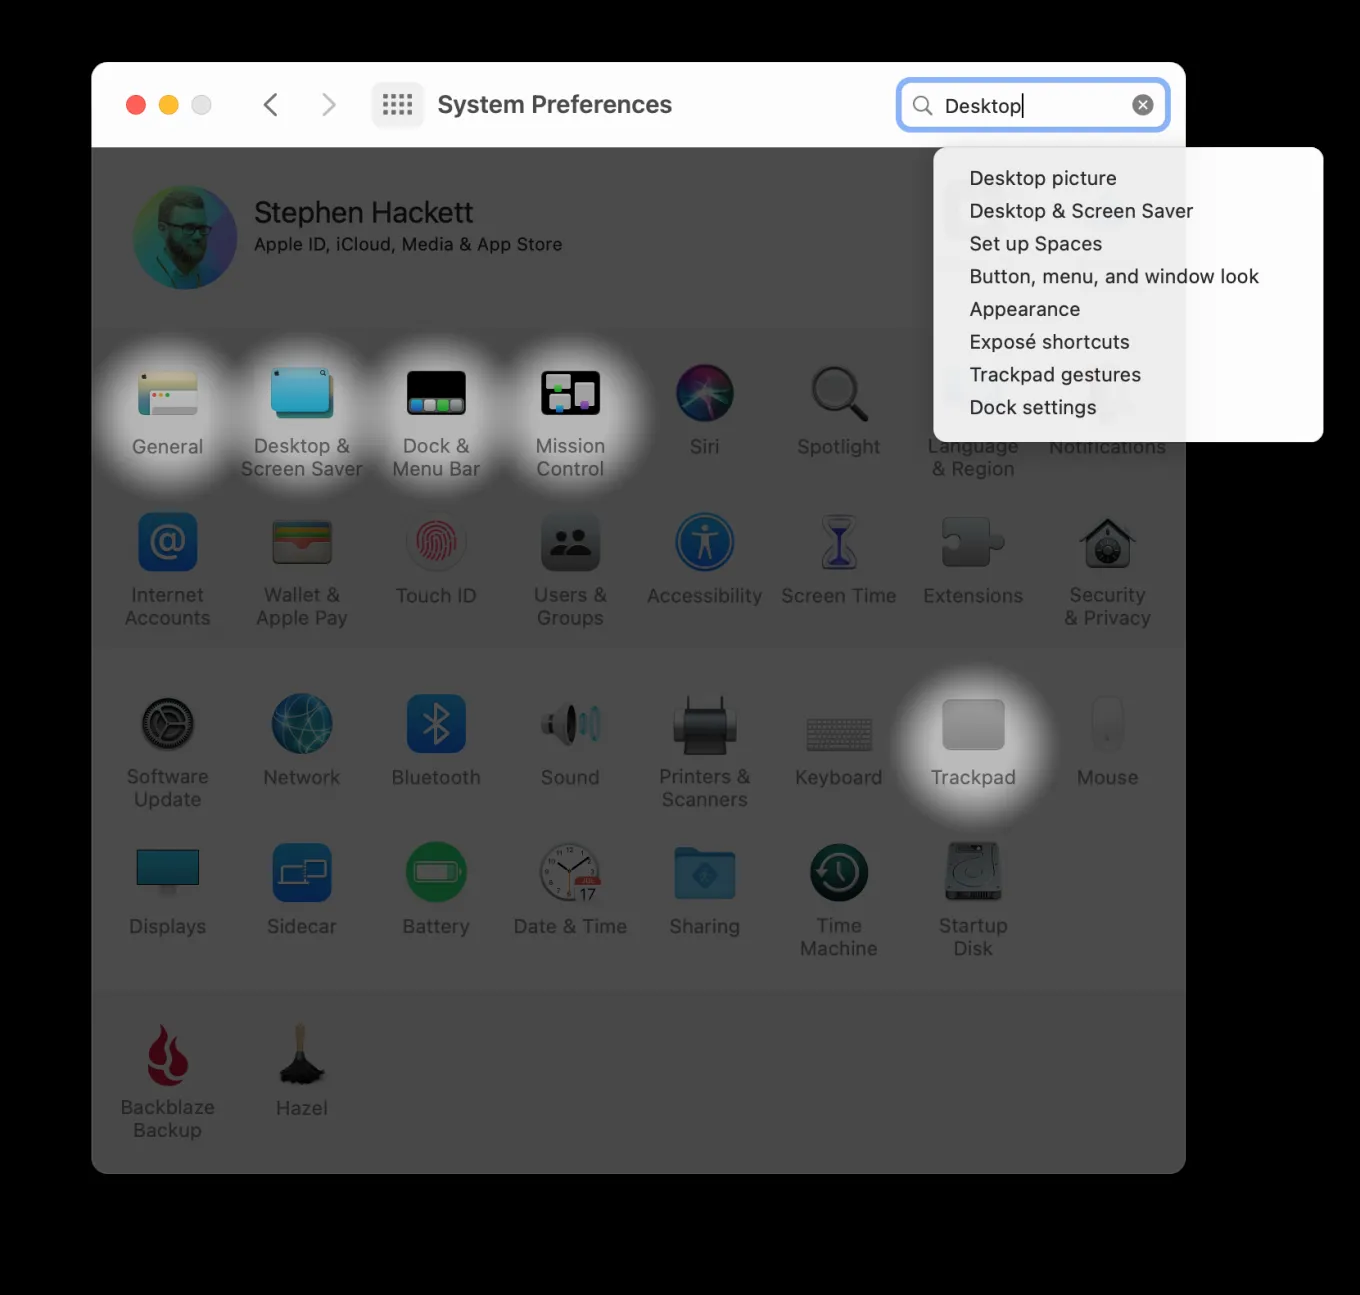 System Preferences
Desktop
Desktop picture
Desktop & Screen Saver
Set up Spaces
Button, menu, and window look
Appearance
Exposé shortcuts
Trackpad gestures
Dock settings
Stephen Hackett
Apple ID, iCloud, Media & App Store
General
Desktop &
Screen Saver
Dock &
Menu Bar
Mission
Control
Siri
Spotlight
Language
& Region
Notifications
Internet
Accounts
Wallet &
Apple Pay
Touch ID
Users &
Groups
Accessibility
Screen Time
Extensions
Security
& Privacy
Software
Update
Network
Bluetooth
Sound
Printers &
Scanners
Keyboard
Trackpad
Mouse
Displays
Sidecar
Battery
JUL
17
Date & Time
Sharing
Time
Machine
Startup
Disk
Backblaze
Backup
Hazel